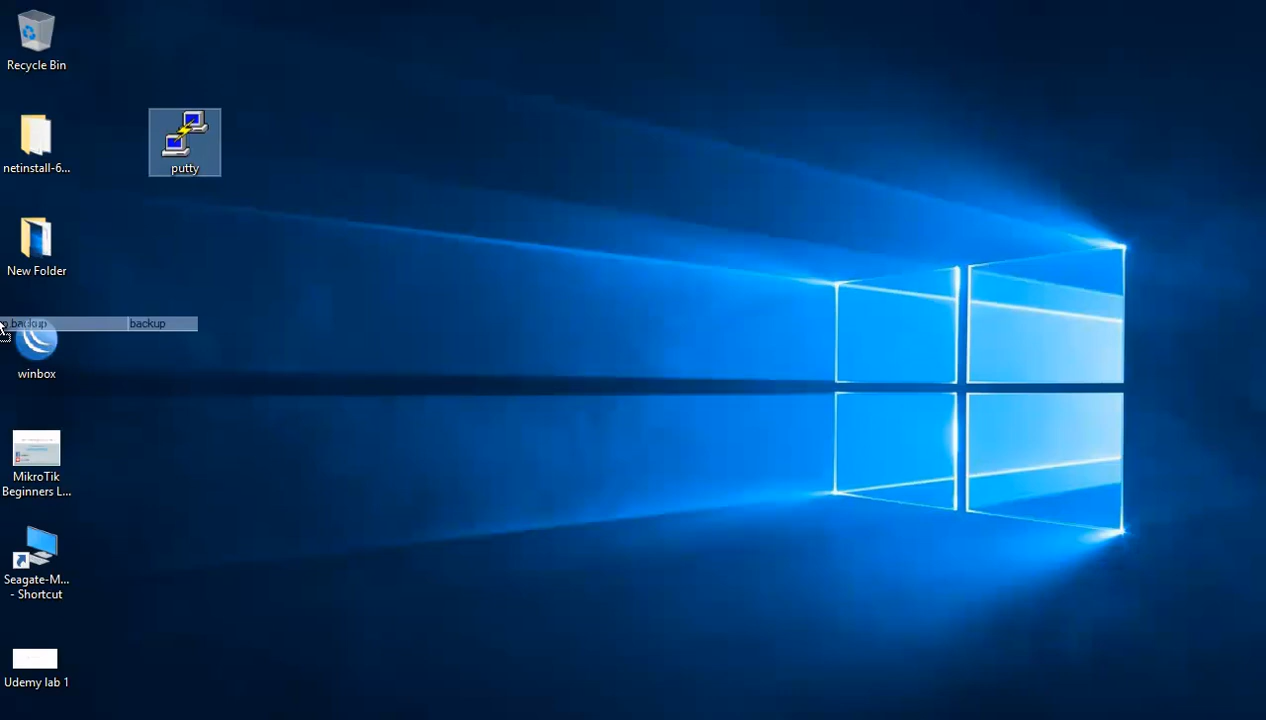 Recycle Bin
putty
netinstall-6...
New Folder
backup backup
winbox
MikroTik
Beginners L...
Seagate-M...
- Shortcut
Udemy lab 1